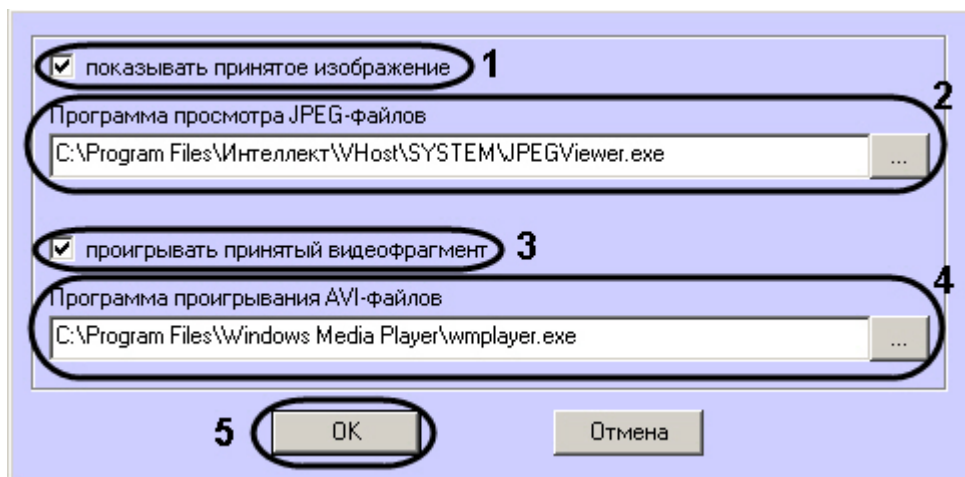 показывать принятое изображение 1
2
Программа просмотра JPEG-файлов
C:\Program Files\Интеллект\VHost\SYSTEM\JPEGViewer.exe ...
проигрывать принятый видеофрагмент 3
4
Программа проигрывания AVI-файлов
C:\Program Files\Windows Media Player\wmplayer.exe ...
5 OK Отмена